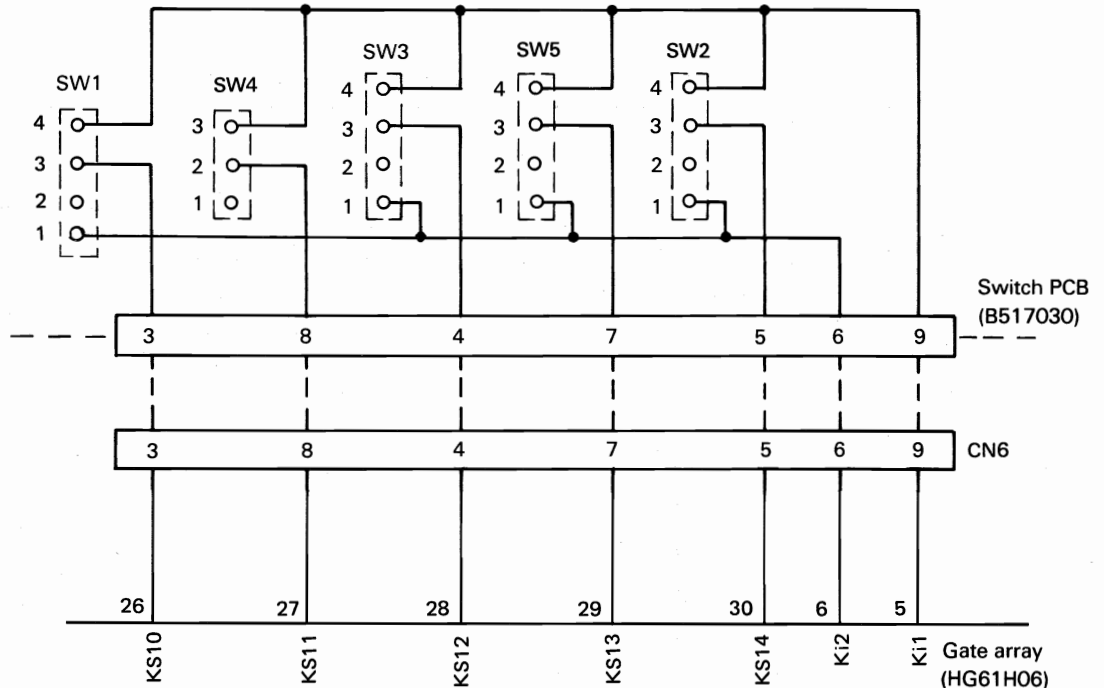 SW1
4
3
2
1
SW4
3
2
1
SW3
4
3
2
1
SW5
4
3
2
1
SW2
4
3
2
1
Switch PCB
(B517030)
3 8 4 7 5 6 9
3 8 4 7 5 6 9
CN6
26 27 28 29 30 6 5
KS10 KS11 KS12 KS13 KS14 Ki2 Ki1
Gate array
(HG61H06)